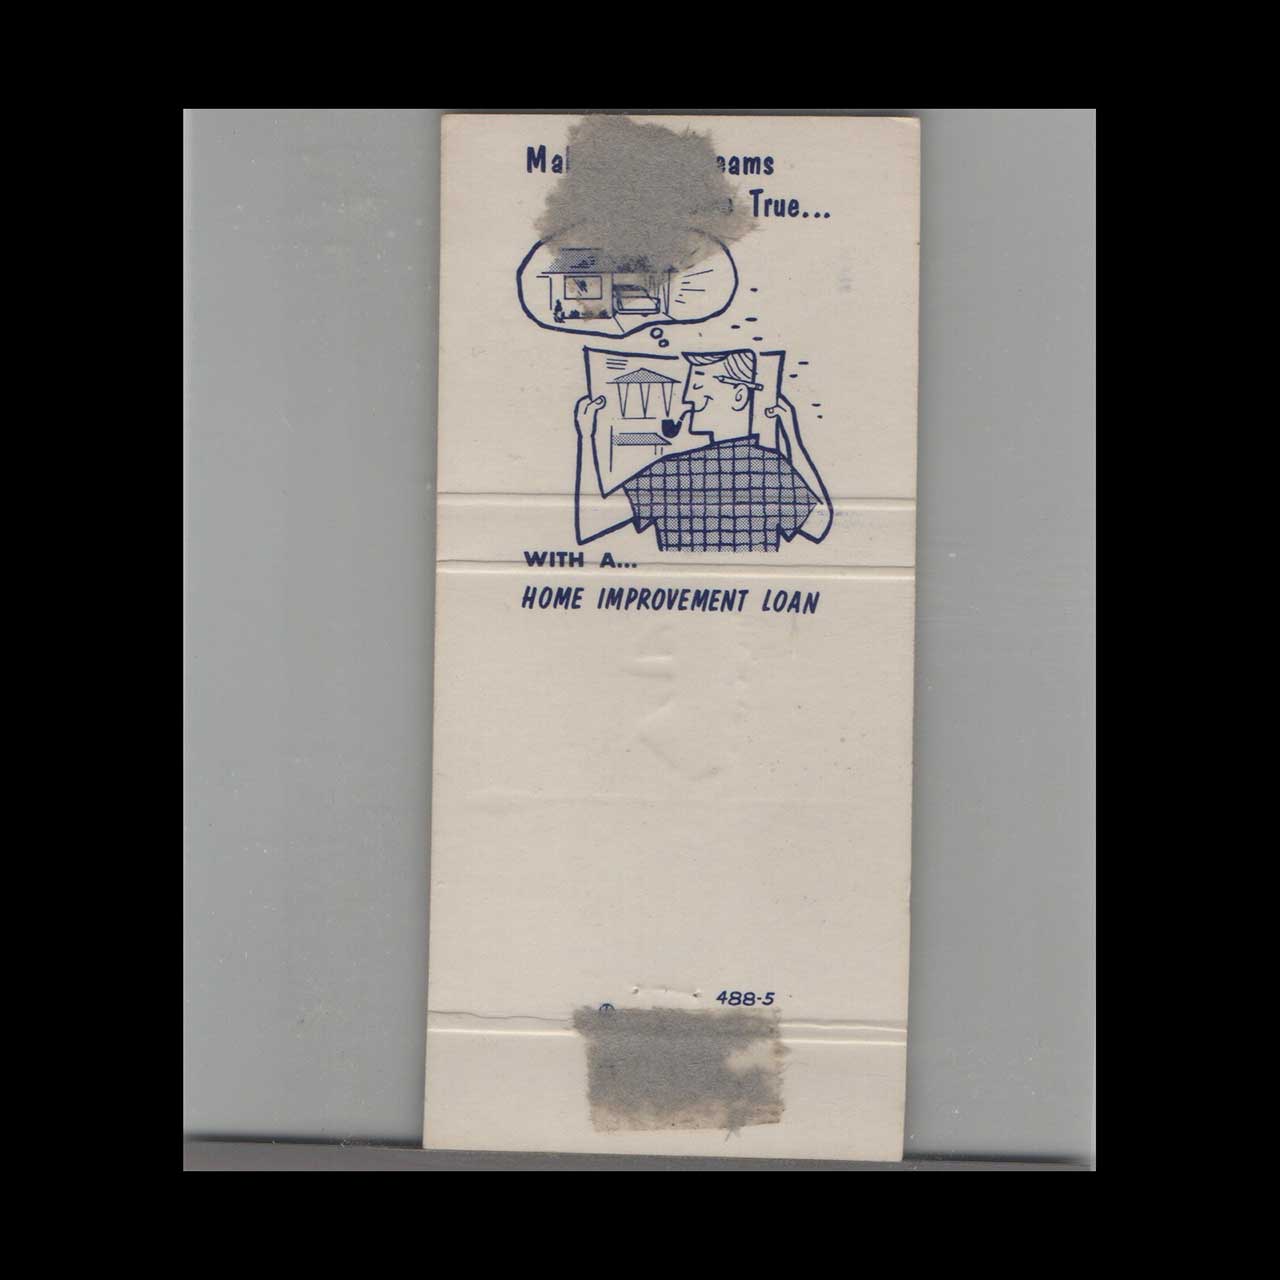 Ma
eams
True...
WITH A...
HOME IMPROVEMENT LOAN
488-5